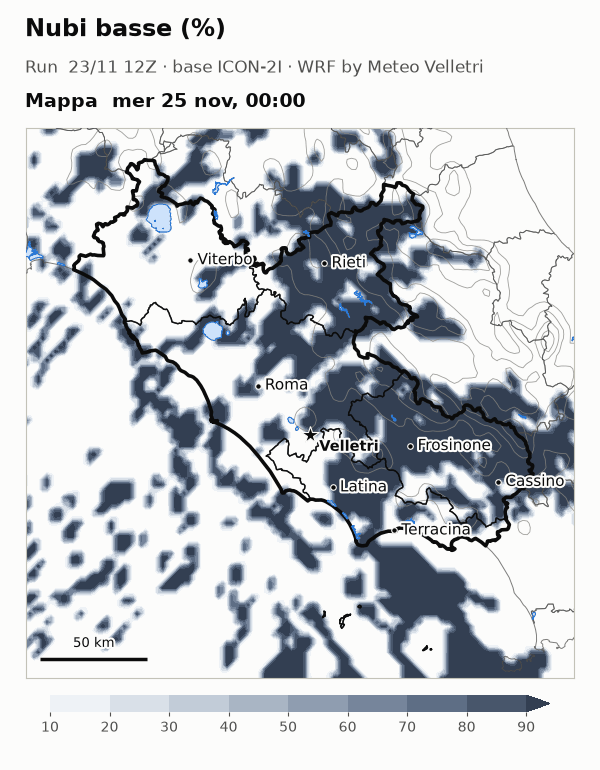 Nubi basse (%)
Run  23/11 12Z · base ICON-2I · WRF by Meteo Velletri
Mappa  mer 25 nov, 00:00
Viterbo
Rieti
Roma
Velletri
Frosinone
Latina
Cassino
Terracina
50 km
10 20 30 40 50 60 70 80 90